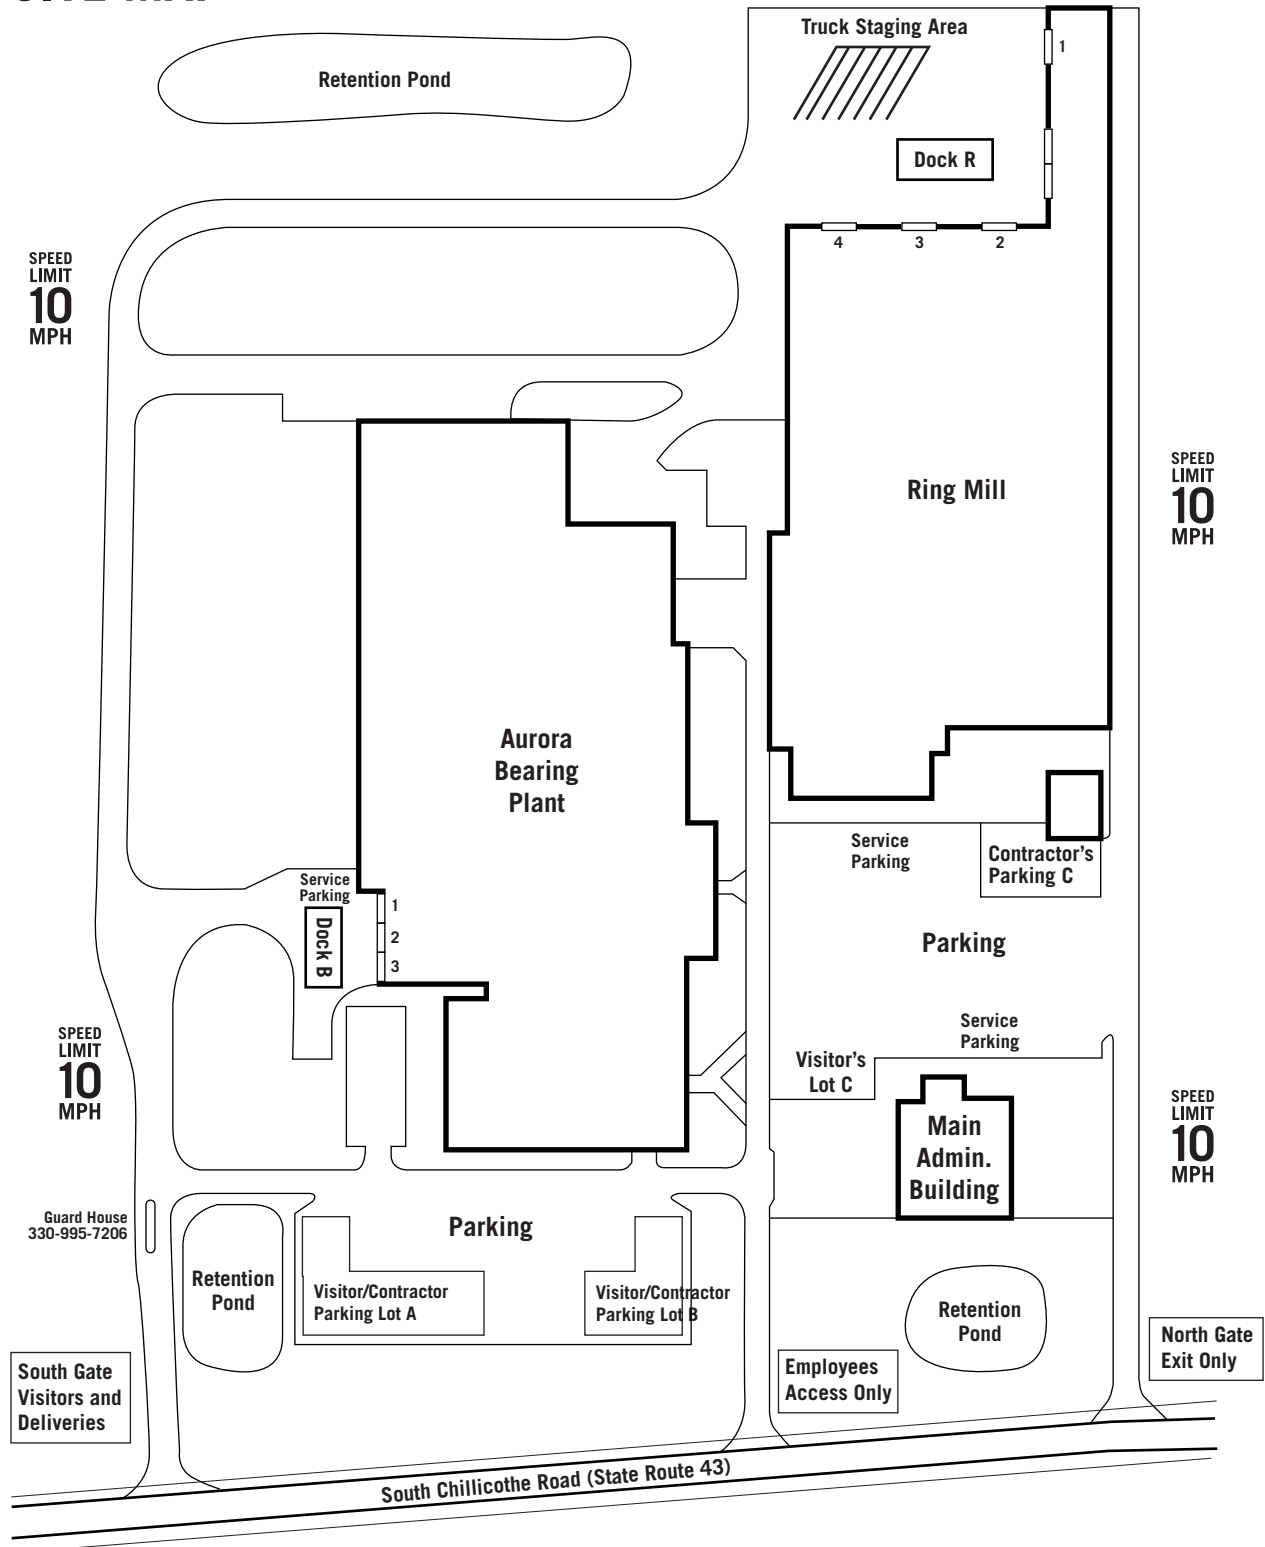 Truck Staging Area
1
Retention Pond
Dock R
4
3
2
SPEED
LIMIT
10
MPH
SPEED
LIMIT
10
MPH
Ring Mill
Aurora
Bearing
Plant
Service
Parking
Contractor's
Parking C
Service
Parking
1
2
3
Dock B
Parking
Service
Parking
Visitor's
Lot C
SPEED
LIMIT
10
MPH
SPEED
LIMIT
10
MPH
Main
Admin.
Building
Guard House
330-995-7206
Parking
Retention
Pond
Visitor/Contractor
Parking Lot A
Visitor/Contractor
Parking Lot B
Retention
Pond
North Gate
Exit Only
South Gate
Visitors and
Deliveries
Employees
Access Only
South Chillicothe Road (State Route 43)